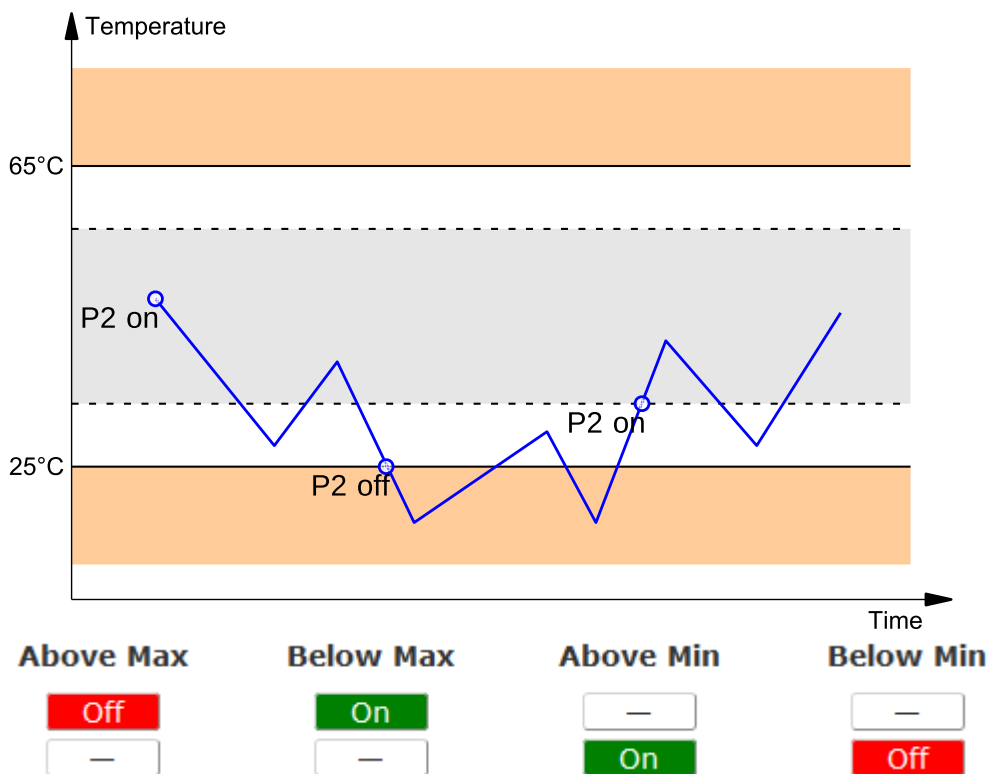 Temperature
65°C
P2 on
P2 on
25°C
P2 off
Time
Above Max Below Max Above Min Below Min
Off On — —
— — On Off